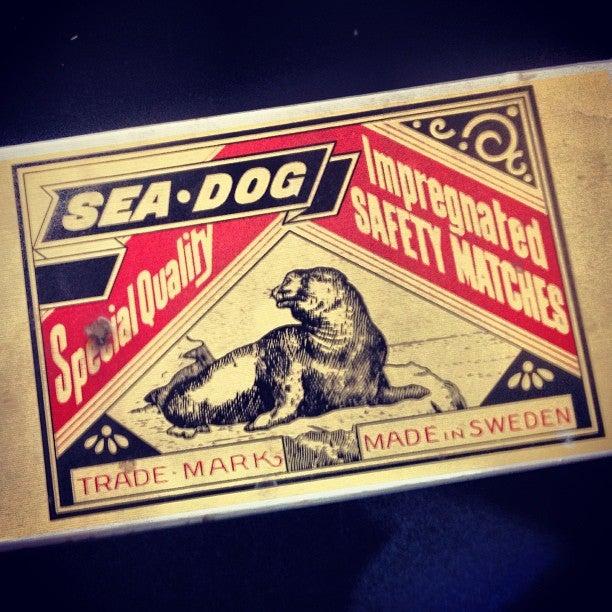 SEA·DOG
Special Quality
Impregnated
SAFETY MATCHES
TRADE·MARK
MADE IN SWEDEN